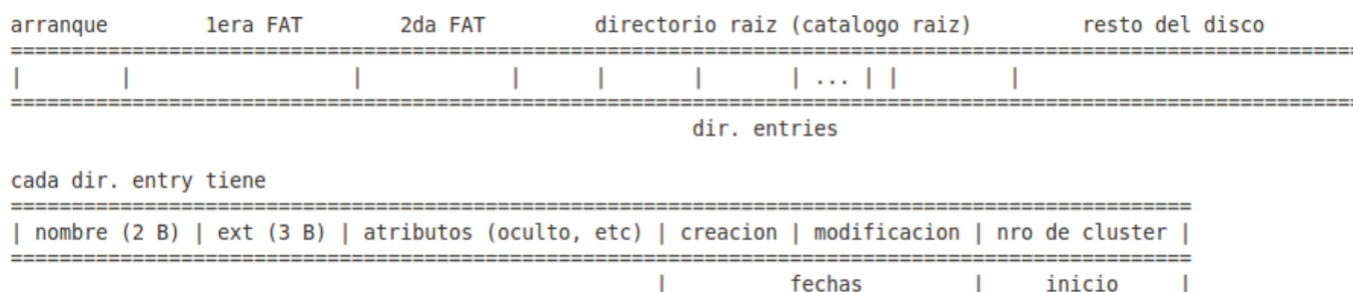 arranque 1era FAT 2da FAT directorio raiz (catalogo raiz) resto del disco
===============================================================================================================
| | | | | | | ... | | |
===============================================================================================================
dir. entries
cada dir. entry tiene
=================================================================================================
| nombre (2 B) | ext (3 B) | atributos (oculto, etc) | creacion | modificacion | nro de cluster |
=================================================================================================
| fechas | inicio |